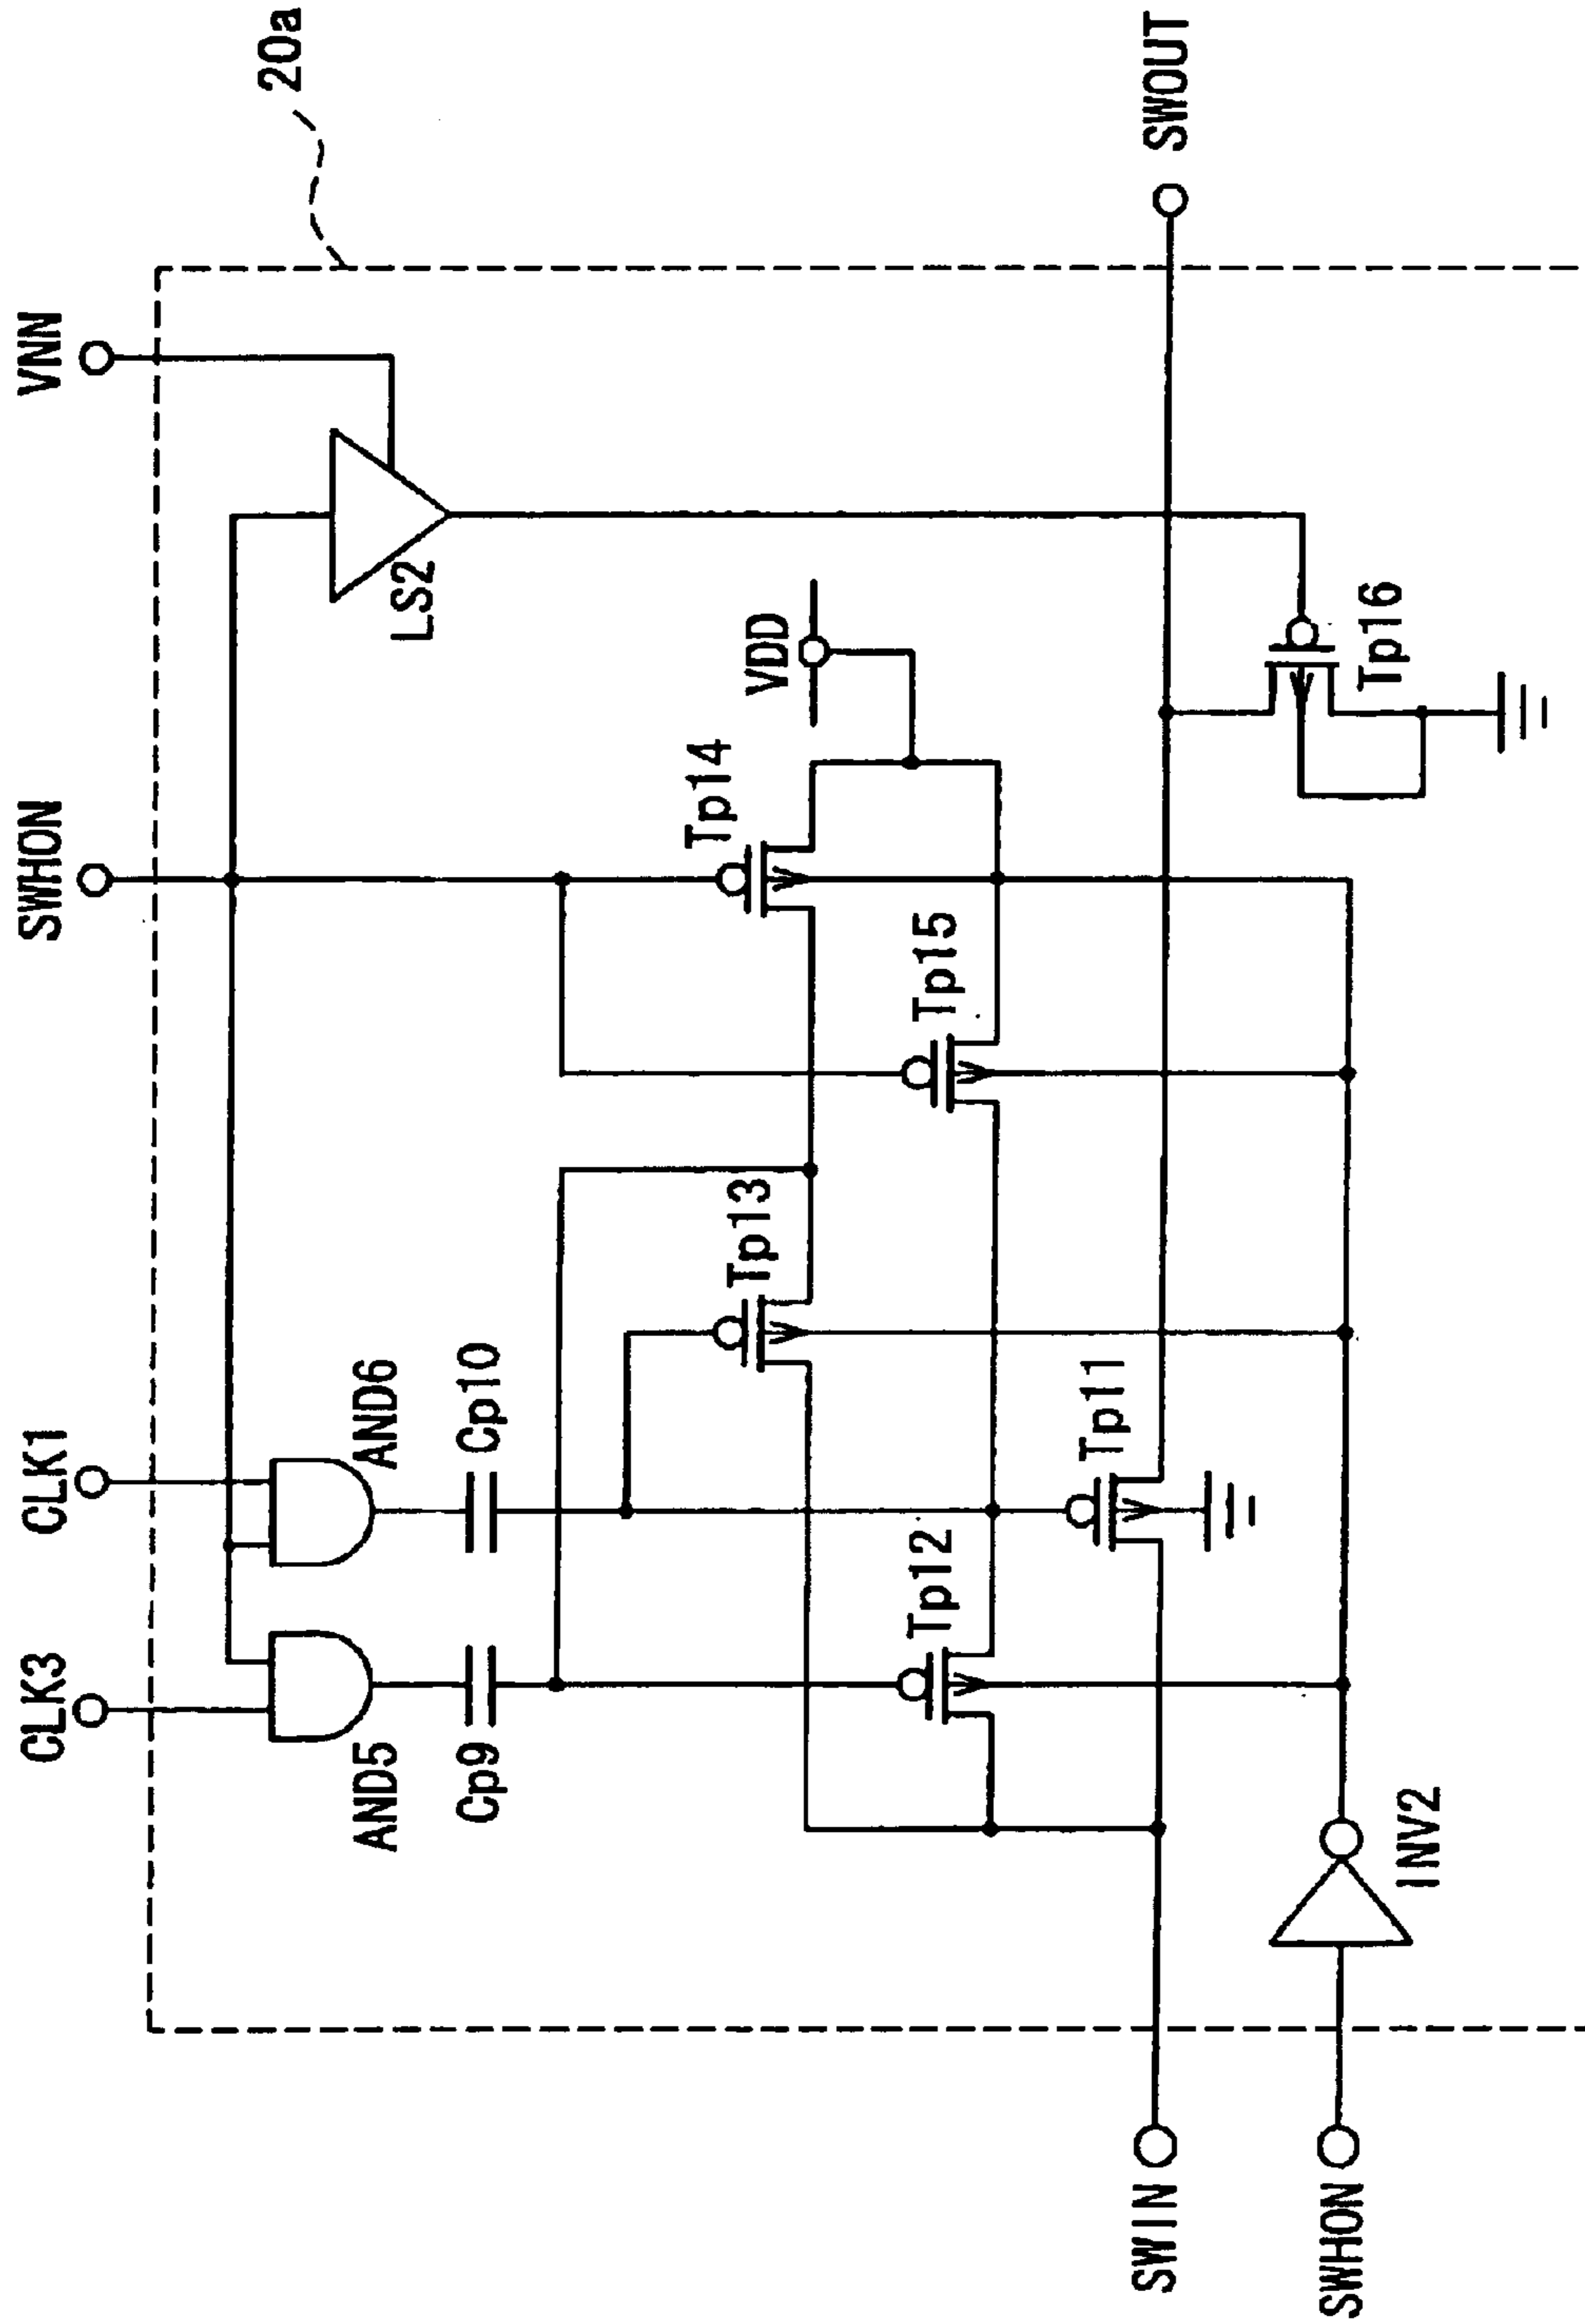 20a
VNN
SWHON
CLK1
CLK3
LS2
AND6
AND5
Cp10
Cp9
VDD
Tp14
Tp15
Tp13
Tp12
Tp11
Tp16
SWOUT
SWIN
SWHON
INV2